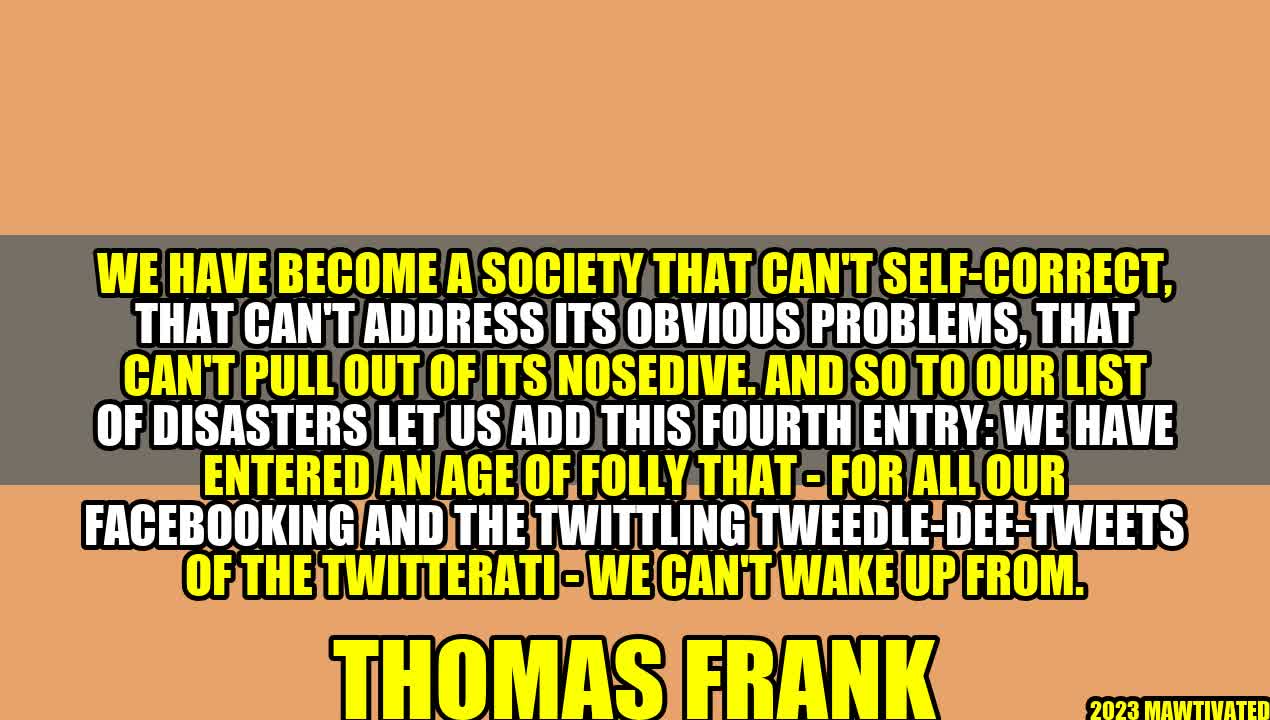 WE HAVE BECOME A SOCIETY THAT CAN'T SELF-CORRECT,
THAT CAN'T ADDRESS ITS OBVIOUS PROBLEMS, THAT
CAN'T PULL OUT OF ITS NOSEDIVE. AND SO TO OUR LIST
OF DISASTERS LET US ADD THIS FOURTH ENTRY: WE HAVE
ENTERED AN AGE OF FOLLY THAT - FOR ALL OUR
FACEBOOKING AND THE TWITTLING TWEEDLE-DEE-TWEETS
OF THE TWITTERATI - WE CAN'T WAKE UP FROM.
THOMAS FRANK
2023 MAWTIVATED